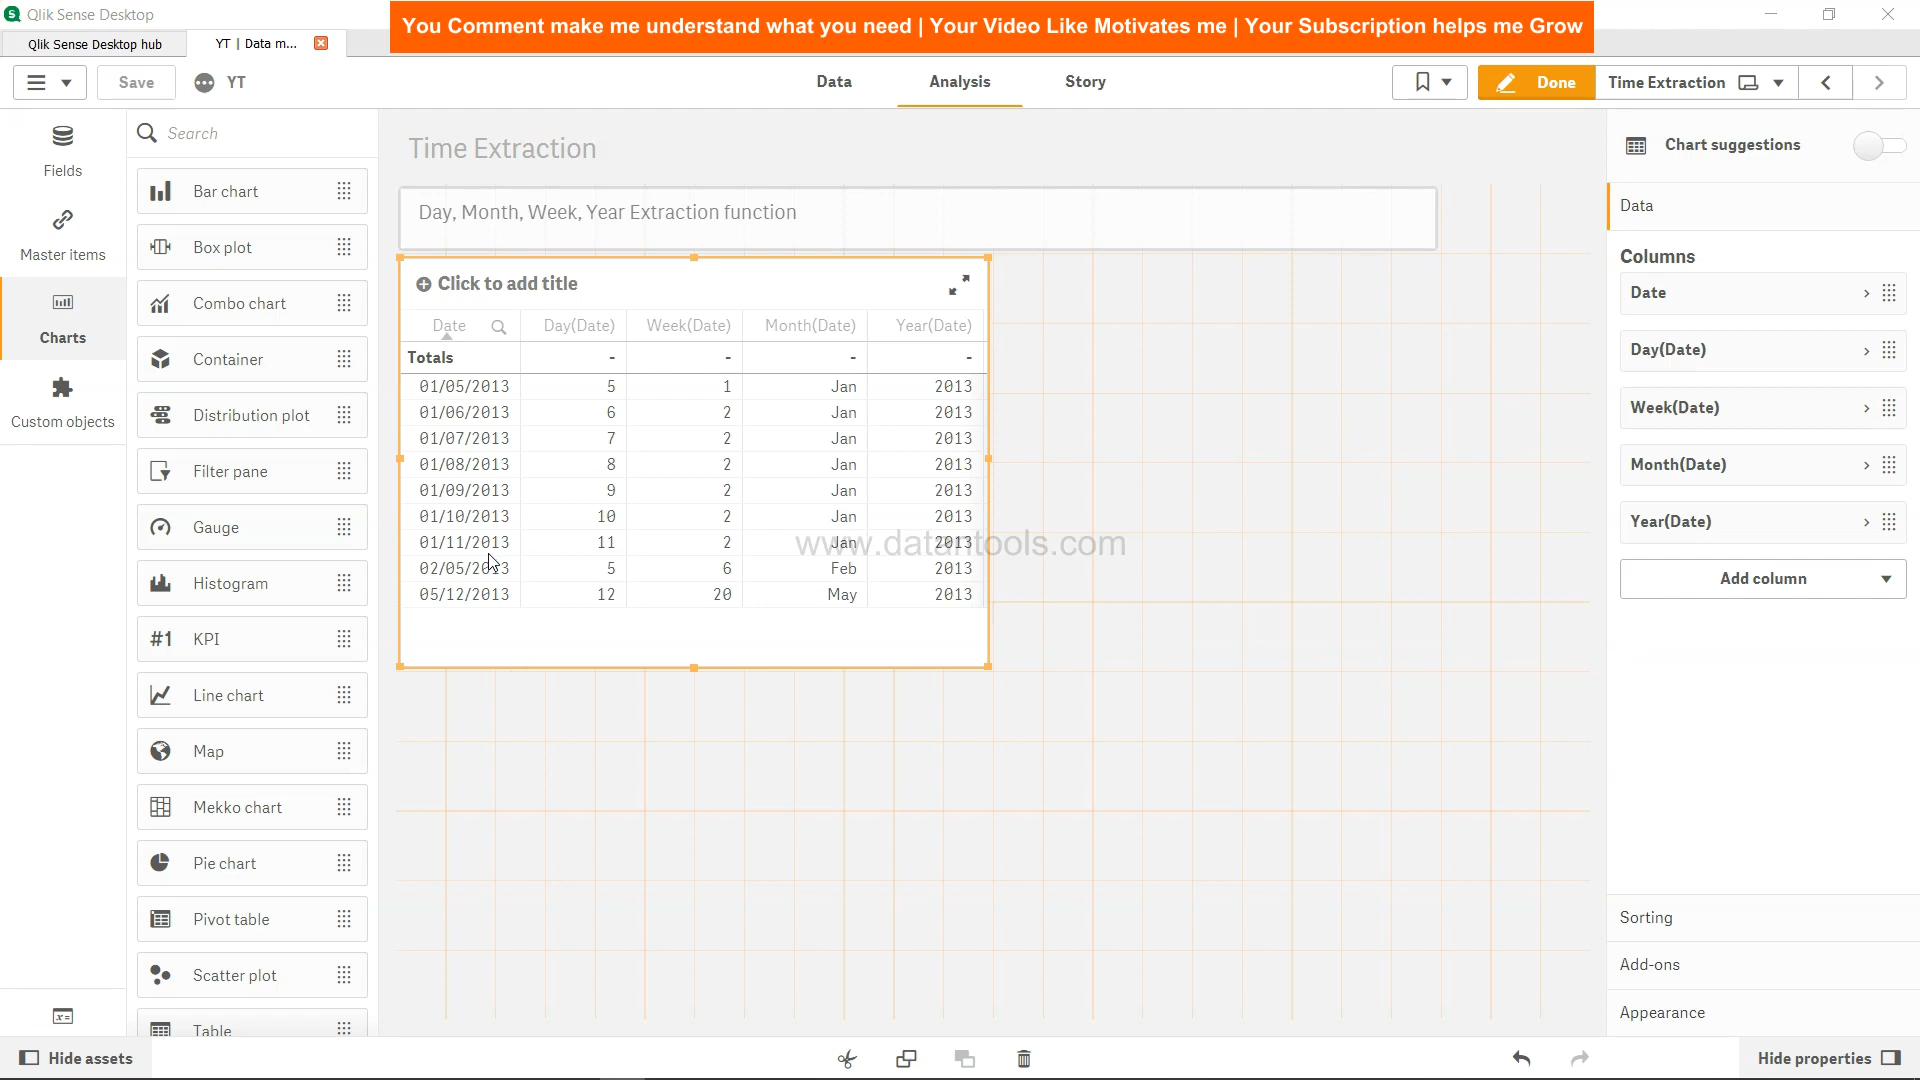 Qlik Sense Desktop
You Comment make me understand what you need | Your Video Like Motivates me | Your Subscription helps me Grow
Qlik Sense Desktop hub
YT | Data m...
Save
YT
Data
Analysis
Story
Done
Time Extraction
Fields
Master items
Charts
Custom objects
Search
Bar chart
Box plot
Combo chart
Container
Distribution plot
Filter pane
Gauge
Histogram
#1 KPI
Line chart
Map
Mekko chart
Pie chart
Pivot table
Scatter plot
Table
Time Extraction
Day, Month, Week, Year Extraction function
Click to add title
Date Day(Date) Week(Date) Month(Date) Year(Date)
Totals - - - -
01/05/2013 5 1 Jan 2013
01/06/2013 6 2 Jan 2013
01/07/2013 7 2 Jan 2013
01/08/2013 8 2 Jan 2013
01/09/2013 9 2 Jan 2013
01/10/2013 10 2 Jan 2013
01/11/2013 11 2 Jan 2013
02/05/2013 5 6 Feb 2013
05/12/2013 12 20 May 2013
www.datantools.com
Chart suggestions
Data
Columns
Date
Day(Date)
Week(Date)
Month(Date)
Year(Date)
Add column
Sorting
Add-ons
Appearance
Hide assets
Hide properties